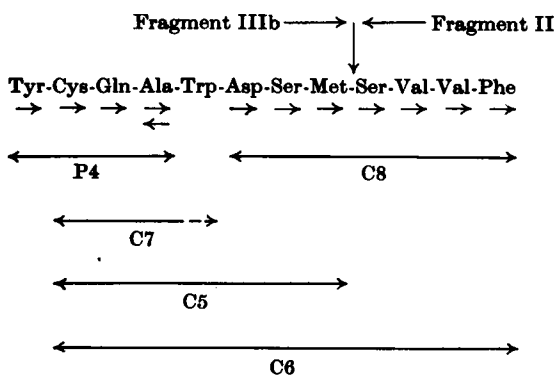 Fragment IIIb Fragment II
Tyr-Cys-Gln-Ala-Trp-Asp-Ser-Met-Ser-Val-Val-Phe
P4 C8
C7
C5
C6